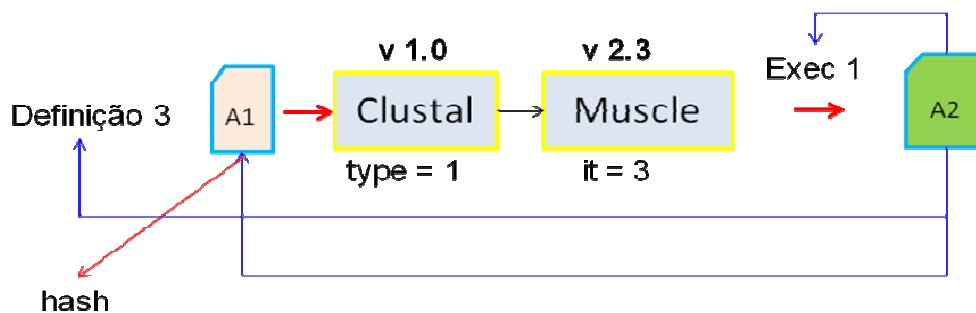 v 1.0
v 2.3
Exec 1
Definição 3
A1
Clustal
Muscle
A2
type = 1
it = 3
hash